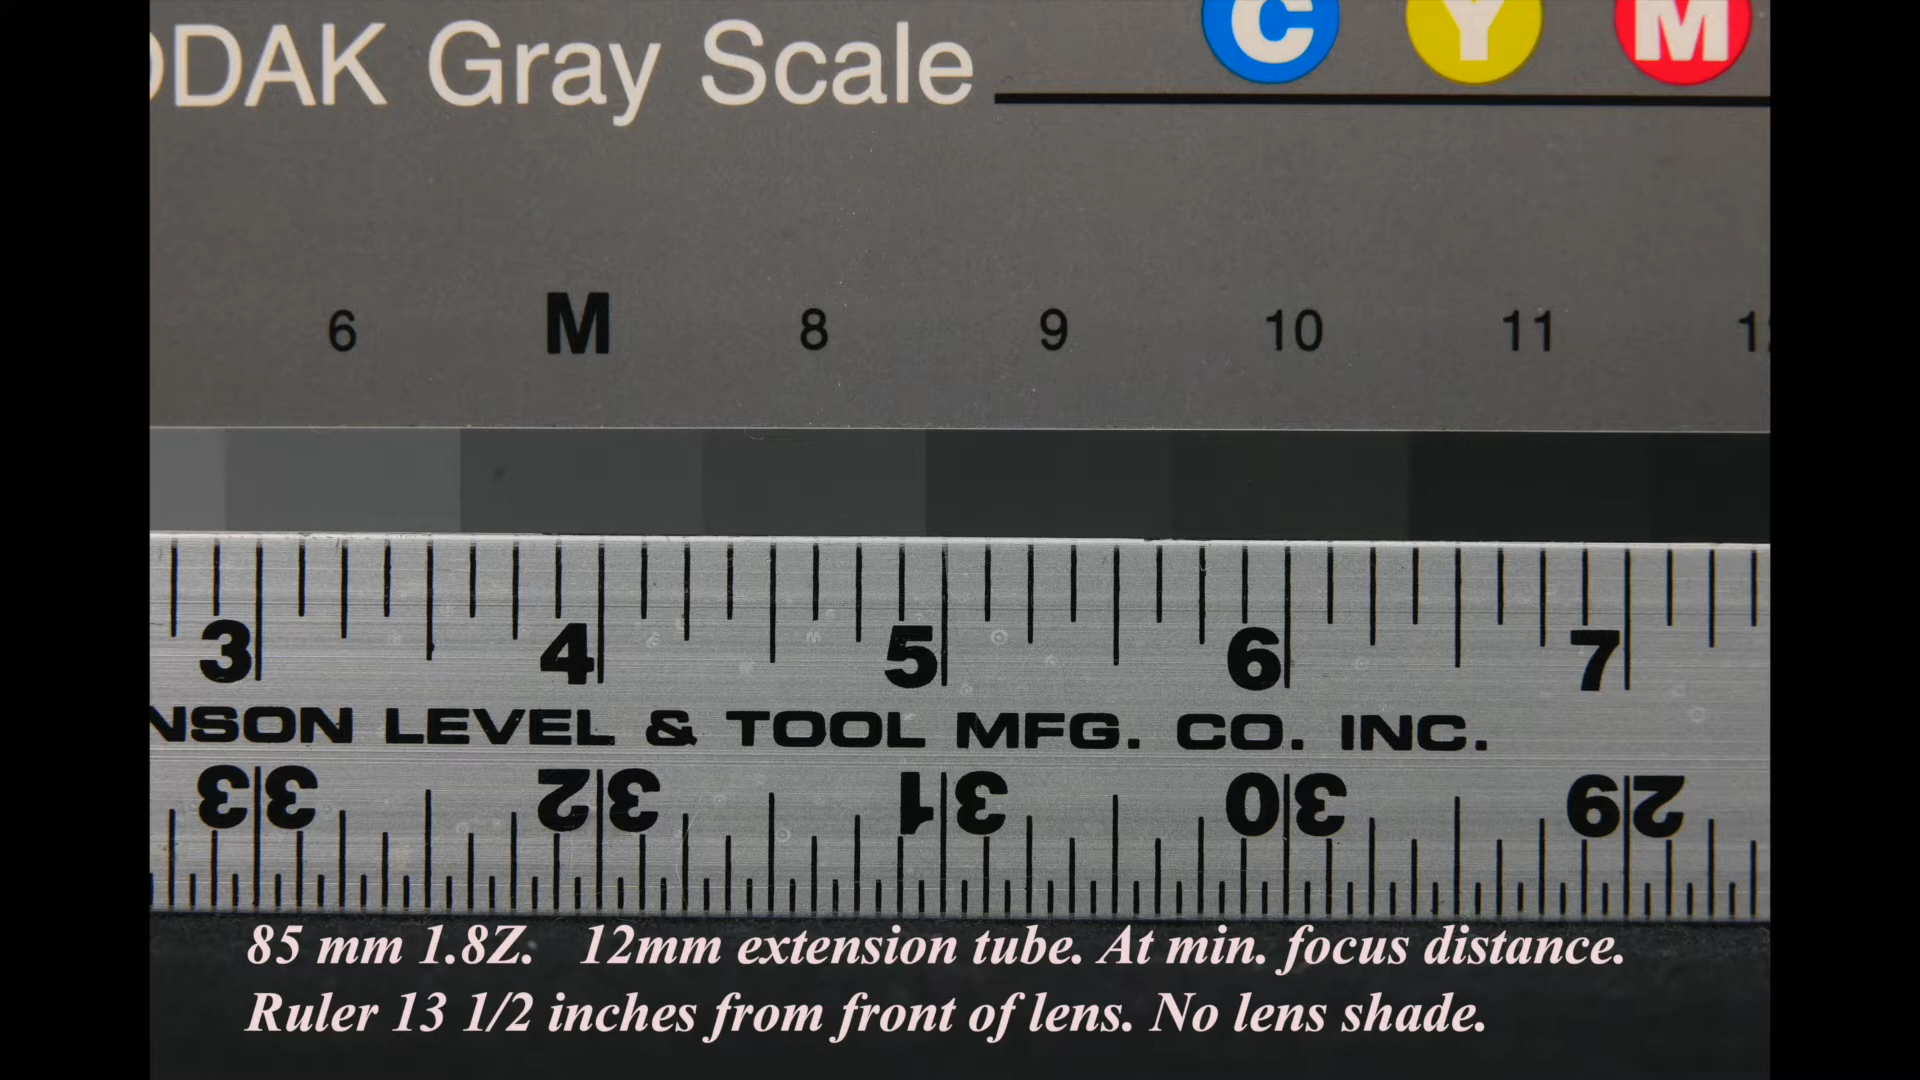 ODAK Gray Scale C Y M
6 M 8 9 10 11
3 4 5 6 7
NSON LEVEL & TOOL MFG. CO. INC.
33 32 31 30 29
85 mm 1.8Z. 12mm extension tube. At min. focus distance.
Ruler 13 1/2 inches from front of lens. No lens shade.